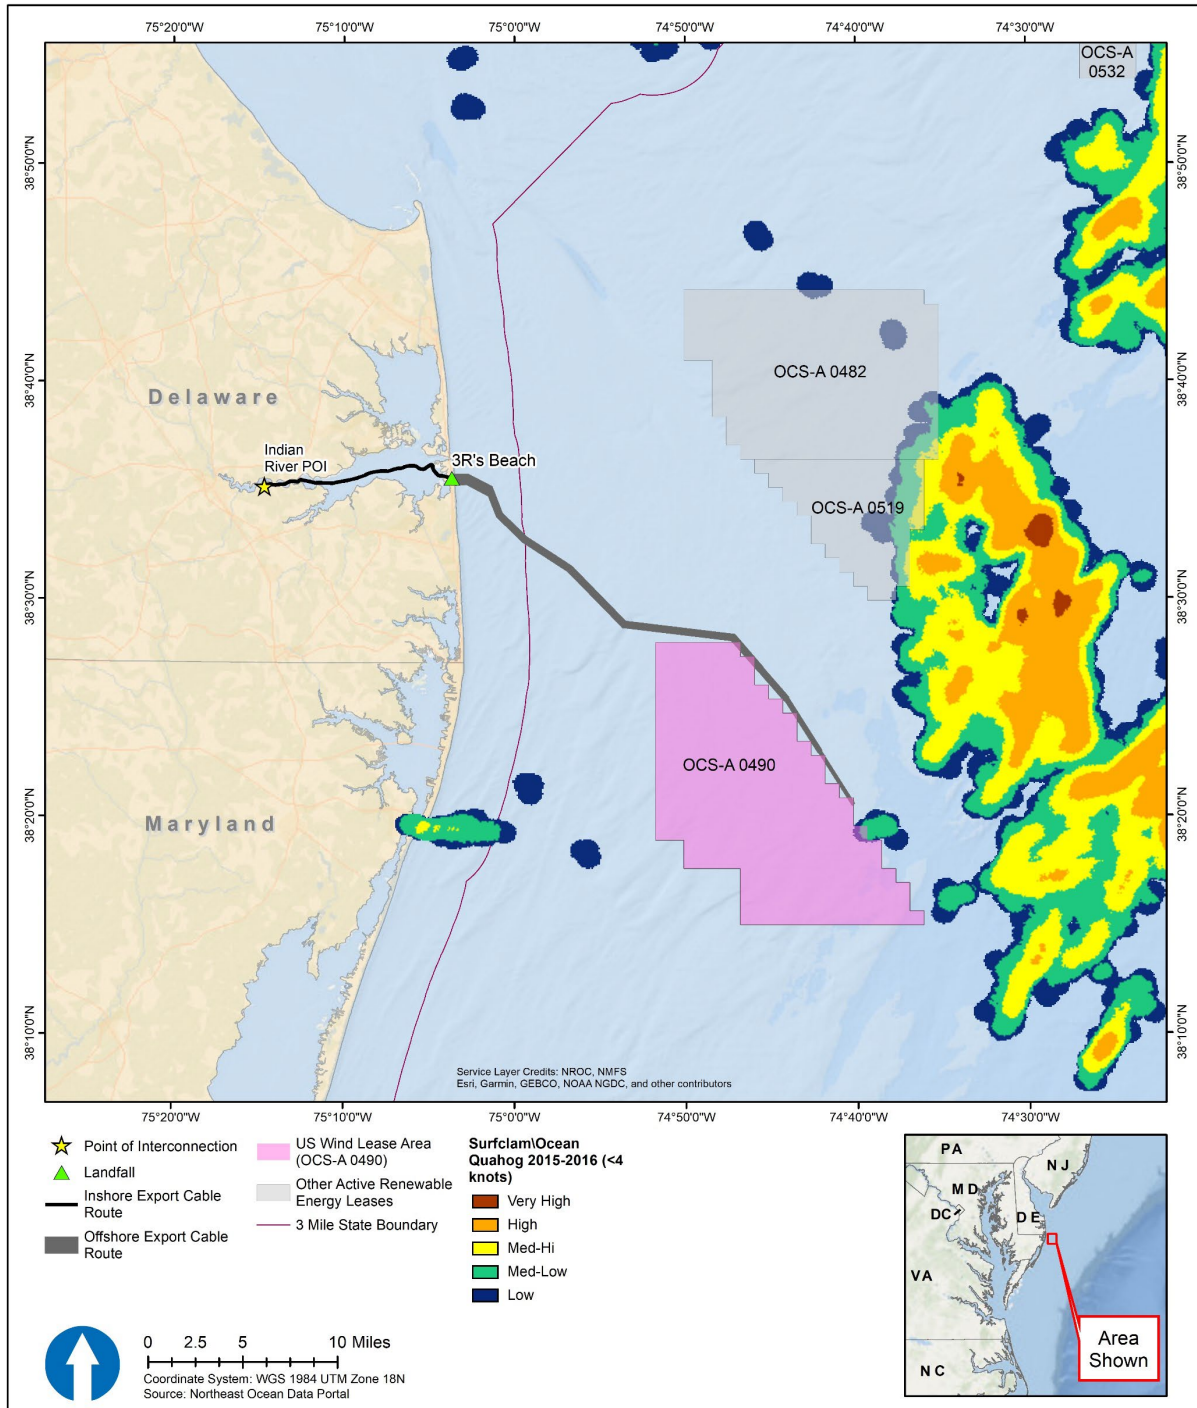 75°20'0"W
75°10'0"W
75°0'0"W
74°50'0"W
74°40'0"W
74°30'0"W
OCS-A
0532
38°50'0"N
38°50'0"N
OCS-A 0482
38°40'0"N
38°40'0"N
Delaware
Indian
River POI
3R's Beach
OCS-A 0519
38°30'0"N
38°30'0"N
OCS-A 0490
38°20'0"N
38°20'0"N
Maryland
38°10'0"N
38°10'0"N
Service Layer Credits: NROC, NMFS
Esri, Garmin, GEBCO, NOAA NGDC, and other contributors
75°20'0"W
75°10'0"W
75°0'0"W
74°50'0"W
74°40'0"W
74°30'0"W
Point of Interconnection
Landfall
Inshore Export Cable
Route
Offshore Export Cable
Route
US Wind Lease Area
(OCS-A 0490)
Other Active Renewable
Energy Leases
3 Mile State Boundary
Surfclam\Ocean
Quahog 2015-2016 (<4
knots)
Very High
High
Med-Hi
Med-Low
Low
PA
NJ
MD
DC
DE
VA
NC
Area
Shown
0 2.5 5 10 Miles
Coordinate System: WGS 1984 UTM Zone 18N
Source: Northeast Ocean Data Portal